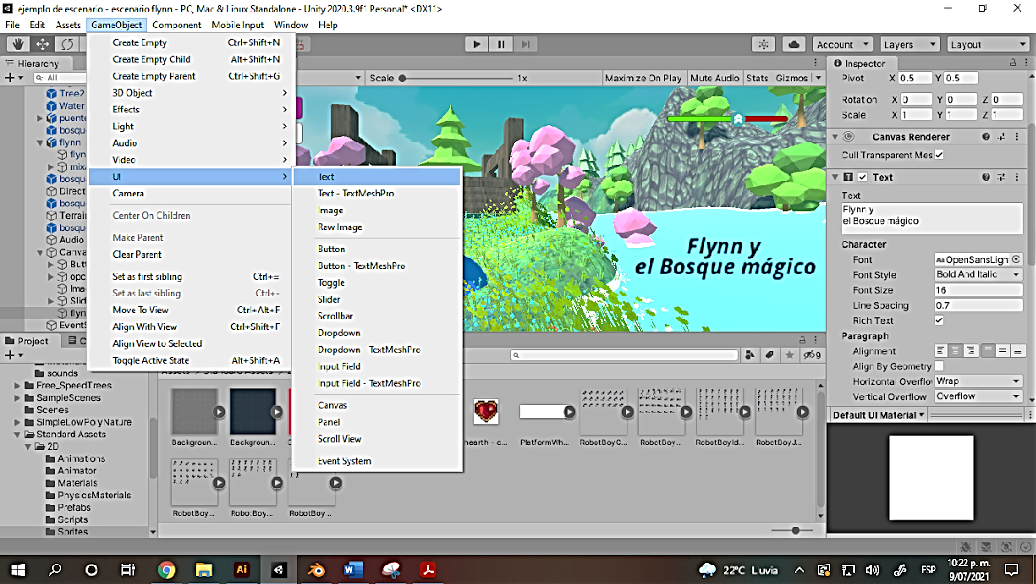 ejemplo de escenario - escenario flynn - PC, Mac & Linux Standalone - Unity 2020.3.9f1 Personal* <DX11>
File Edit Assets GameObject Component Mobile Input Window Help
Account Layers Layout
Hierarchy
All
Tree2
Water
puente
bosqu
flynn
flyn
mix
bosqu
Direct
bosqu
Terrai
bosqu
Audio
Canva
But
opc
Ima
Slid
flyn
EventS
Create Empty Ctrl+Shift+N
Create Empty Child Alt+Shift+N
Create Empty Parent Ctrl+Shift+G
3D Object
Effects
Light
Audio
Video
UI
Camera
Center On Children
Make Parent
Clear Parent
Set as first sibling Ctrl+=
Set as last sibling Ctrl+-
Move To View Ctrl+Alt+F
Align With View Ctrl+Shift+F
Align View to Selected
Toggle Active State Alt+Shift+A
Text
Text - TextMeshPro
Image
Raw Image
Button
Button - TextMeshPro
Toggle
Slider
Scrollbar
Dropdown
Dropdown - TextMeshPro
Input Field
Input Field - TextMeshPro
Canvas
Panel
Scroll View
Event System
Scale 1x Maximize On Play Mute Audio Stats Gizmos
Flynn y
el Bosque mágico
Inspector
Pivot X 0.5 Y 0.5
Rotation X 0 Y 0 Z 0
Scale X 1 Y 1 Z 1
Canvas Renderer
Cull Transparent Mes
Text
Text
Flynn y
el Bosque mágico
Character
Font OpenSansLigh
Font Style Bold And Italic
Font Size 16
Line Spacing 0.7
Rich Text
Paragraph
Alignment
Align By Geometry
Horizontal Overflow Wrap
Vertical Overflow Overflow
Default UI Material
Project
sounds
Free_SpeedTrees
SampleScenes
Scenes
SimpleLowPolyNature
Standard Assets
2D
Animations
Animator
Materials
PhysicsMaterials
Prefabs
Scripts
Sprites
9
Backgroun... Backgroun... hearth - c... PlatformWh... RobotBoyC... RobotBoy... RobotBoyId... RobotBoyJ...
RobotBoy... RobotBoy... RobotBoy...
22°C Lluvia
ESP
10:22 p. m.
9/07/2021